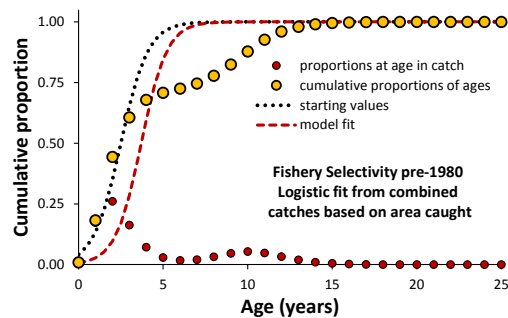 1.00
0.75
0.50
0.25
0.00
Cumulative proportion
proportions at age in catch
cumulative proportions of ages
starting values
model fit
Fishery Selectivity pre-1980
Logistic fit from combined
catches based on area caught
0 5 10 15 20 25
Age (years)